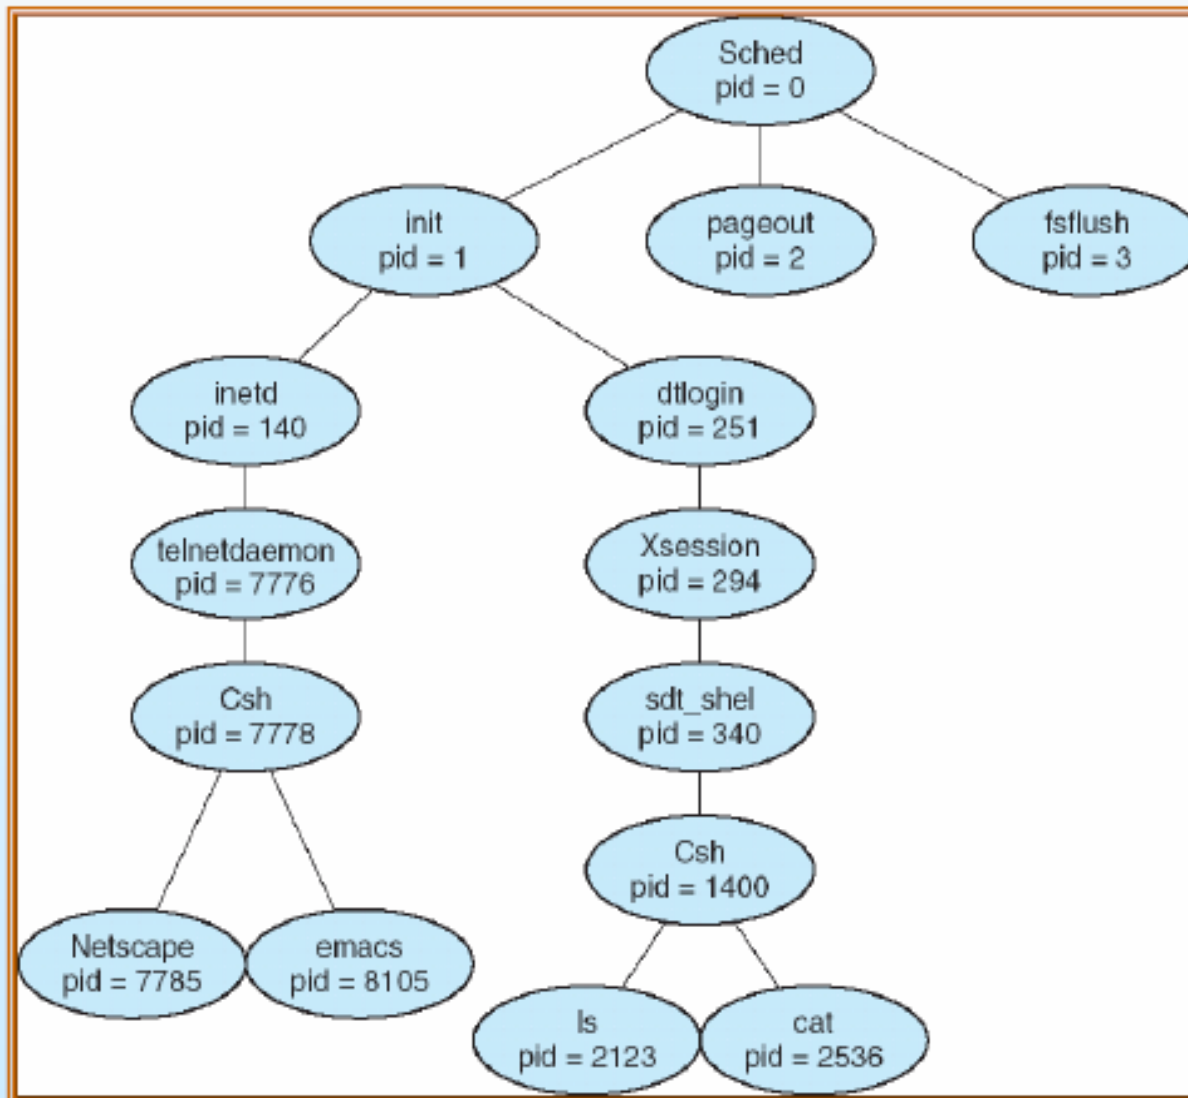 Sched
pid = 0
init
pid = 1
pageout
pid = 2
fsflush
pid = 3
inetd
pid = 140
dtlogin
pid = 251
telnetdaemon
pid = 7776
Xsession
pid = 294
Csh
pid = 7778
sdt_shel
pid = 340
Csh
pid = 1400
Netscape
pid = 7785
emacs
pid = 8105
ls
pid = 2123
cat
pid = 2536